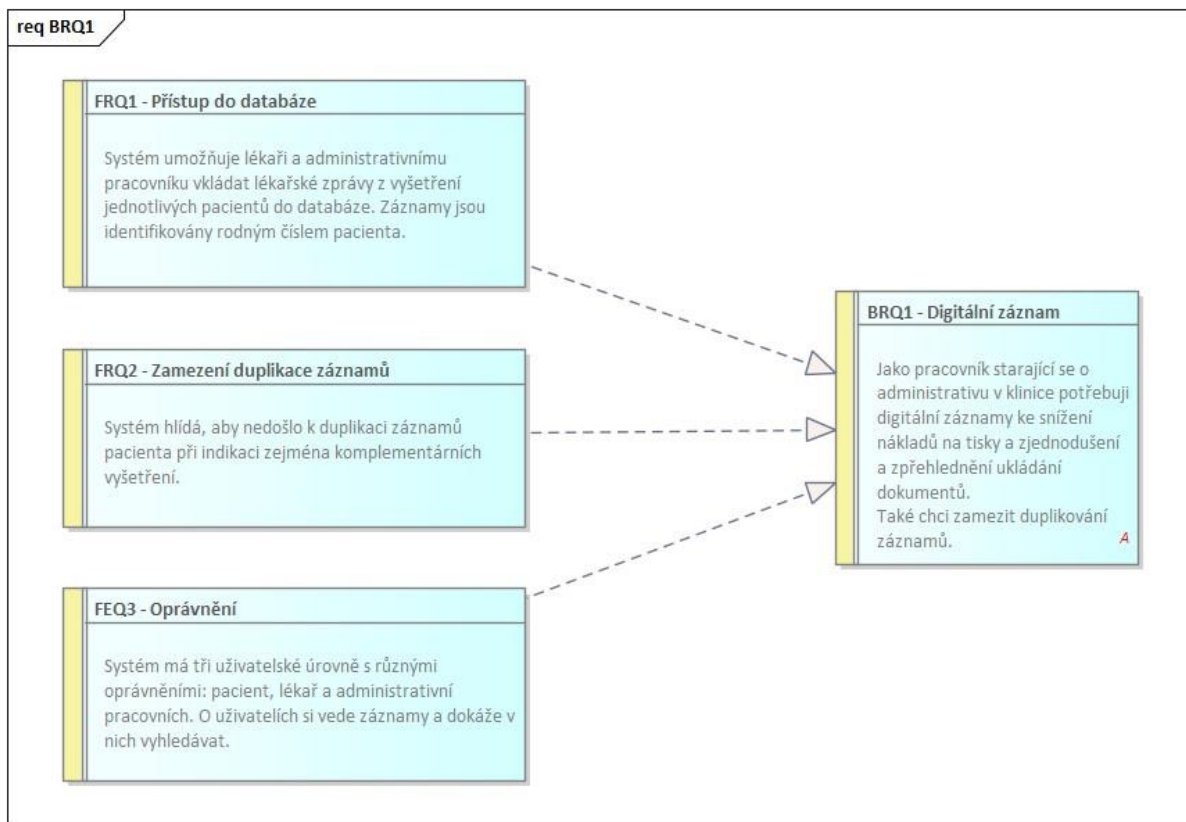 req BRQ1
FRQ1 - Přístup do databáze
Systém umožňuje lékaři a administrativnímu
pracovníku vkládat lékařské zprávy z vyšetření
jednotlivých pacientů do databáze. Záznamy jsou
identifikovány rodným číslem pacienta.
FRQ2 - Zamezení duplikace záznamů
Systém hlídá, aby nedošlo k duplikaci záznamů
pacienta při indikaci zejména komplementárních
vyšetření.
FEQ3 - Oprávnění
Systém má tři uživatelské úrovně s různými
oprávněními: pacient, lékař a administrativní
pracovních. O uživatelích si vede záznamy a dokáže v
nich vyhledávat.
BRQ1 - Digitální záznam
Jako pracovník starající se o
administrativu v klinice potřebuji
digitální záznamy ke snížení
nákladů na tisky a zjednodušení
a zpřehlednění ukládání
dokumentů.
Také chci zamezit duplikování
záznamů.
A